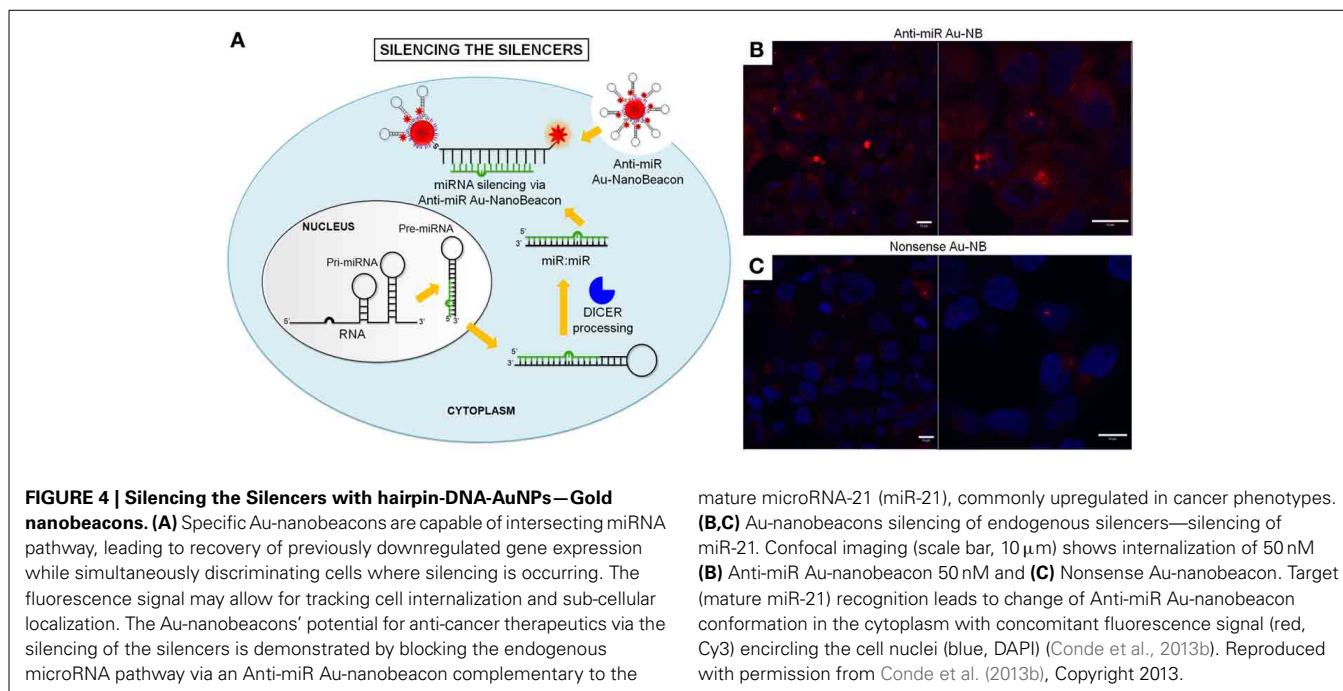 A
SILENCING THE SILENCERS
Anti-miR
Au-NanoBeacon
miRNA silencing via
Anti-miR Au-NanoBeacon
NUCLEUS
Pre-miRNA
Pri-miRNA
5'
3'
RNA
5' 3'
5'
3'
miR:miR
DICER
processing
5'
3'
CYTOPLASM
Anti-miR Au-NB
B
Nonsense Au-NB
C
FIGURE 4 | Silencing the Silencers with hairpin-DNA-AuNPs—Gold
nanobeacons. (A) Specific Au-nanobeacons are capable of intersecting miRNA
pathway, leading to recovery of previously downregulated gene expression
while simultaneously discriminating cells where silencing is occurring. The
fluorescence signal may allow for tracking cell internalization and sub-cellular
localization. The Au-nanobeacons' potential for anti-cancer therapeutics via the
silencing of the silencers is demonstrated by blocking the endogenous
microRNA pathway via an Anti-miR Au-nanobeacon complementary to the
mature microRNA-21 (miR-21), commonly upregulated in cancer phenotypes.
(B,C) Au-nanobeacons silencing of endogenous silencers—silencing of
miR-21. Confocal imaging (scale bar, 10 μm) shows internalization of 50 nM
(B) Anti-miR Au-nanobeacon 50 nM and (C) Nonsense Au-nanobeacon. Target
(mature miR-21) recognition leads to change of Anti-miR Au-nanobeacon
conformation in the cytoplasm with concomitant fluorescence signal (red,
Cy3) encircling the cell nuclei (blue, DAPI) (Conde et al., 2013b). Reproduced
with permission from Conde et al. (2013b), Copyright 2013.